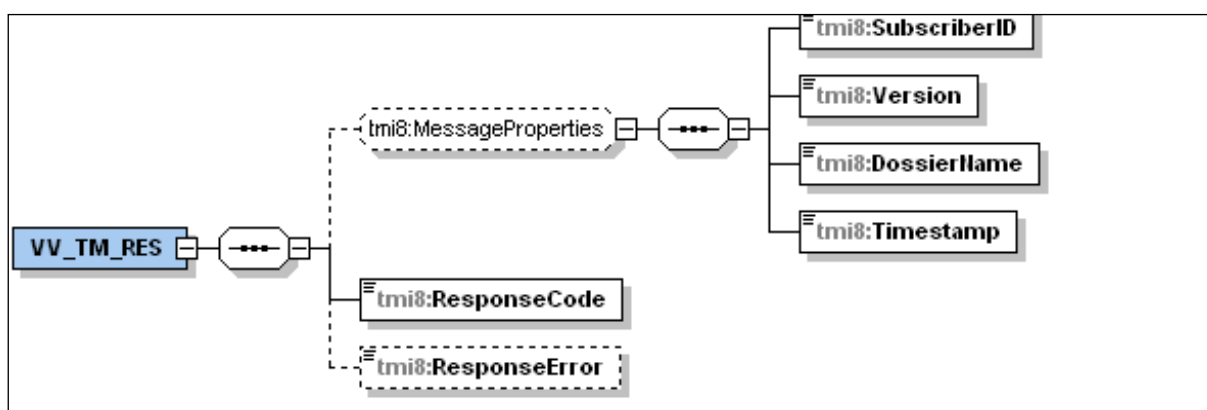 tmi8:SubscriberID
tmi8:Version
tmi8:MessageProperties
tmi8:DossierName
tmi8:Timestamp
VV_TM_RES
tmi8:ResponseCode
tmi8:ResponseError